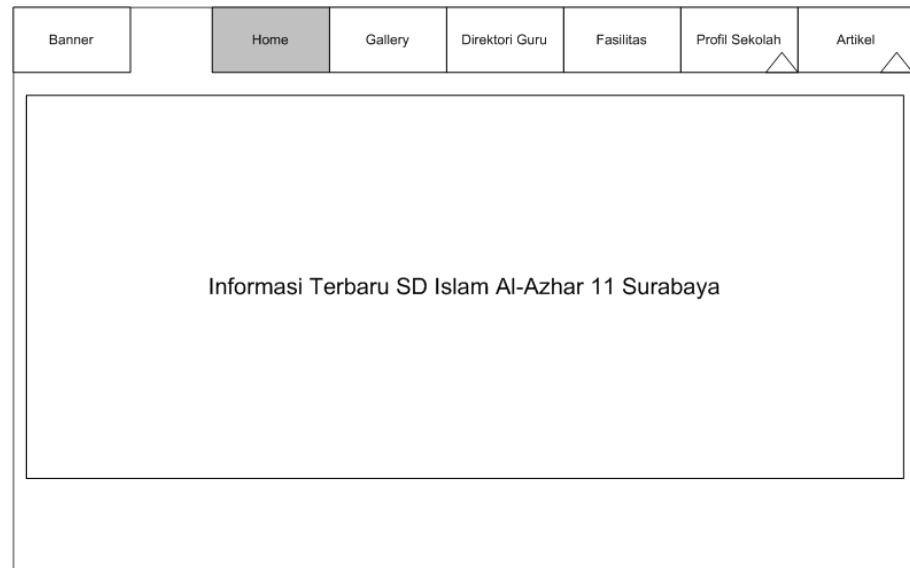 Banner
Home
Gallery
Direktori Guru
Fasilitas
Profil Sekolah
Artikel
Informasi Terbaru SD Islam Al-Azhar 11 Surabaya